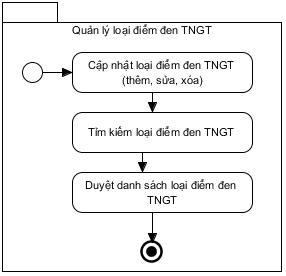 Quản lý loại điểm đen TNGT
Cập nhật loại điểm đen TNGT
(thêm, sửa, xóa)
Tím kiếm loại điểm đen TNGT
Duyệt danh sách loại điểm đen
TNGT